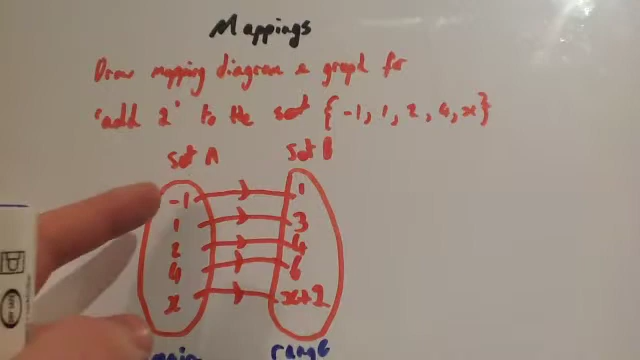 Mappings
Draw mapping diagram & graph for
'add 2' to the set {-1, 1, 2, 4, x}
set A set B
-1 1
1 3
2 4
4 6
x x+2
range